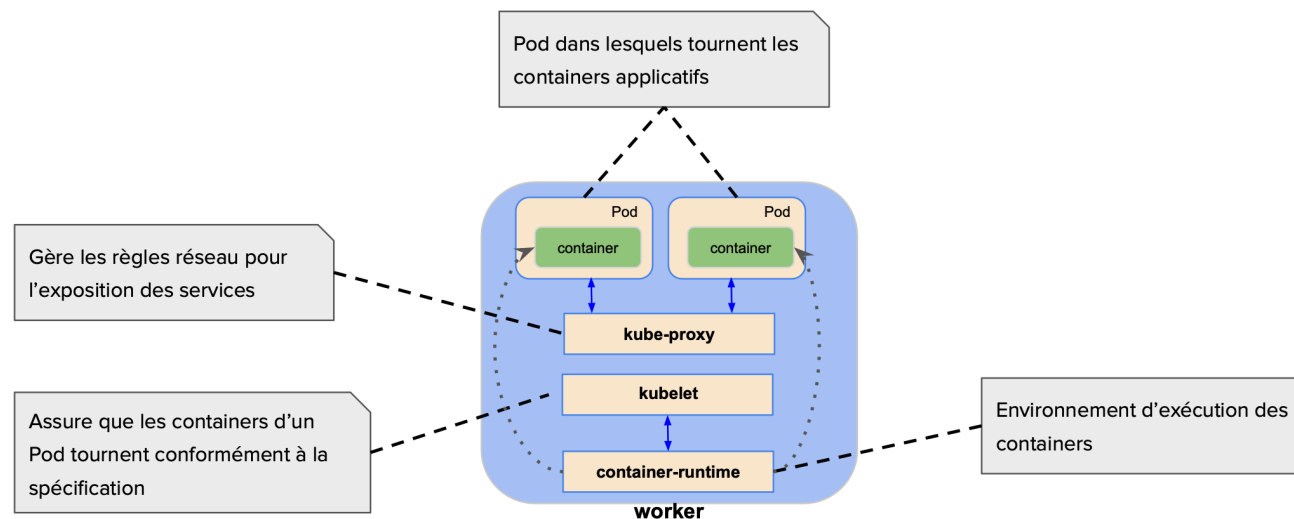 Pod dans lesquels tournent les
containers applicatifs
Pod
Pod
container
container
Gère les règles réseau pour
l’exposition des services
kube-proxy
kubelet
Assure que les containers d’un
Pod tournent conformément à la
spécification
Environnement d’exécution des
containers
container-runtime
worker